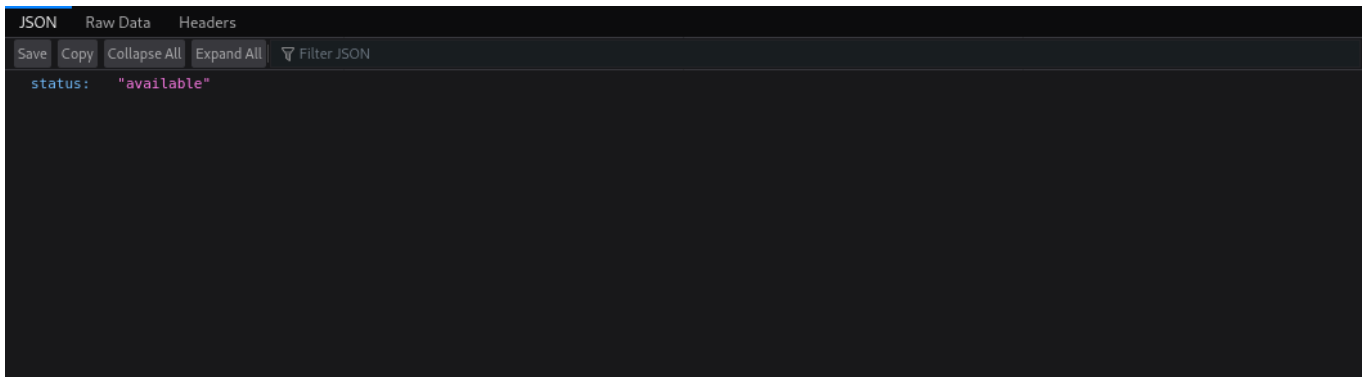 JSON Raw Data Headers
Save Copy Collapse All Expand All Filter JSON
status: "available"